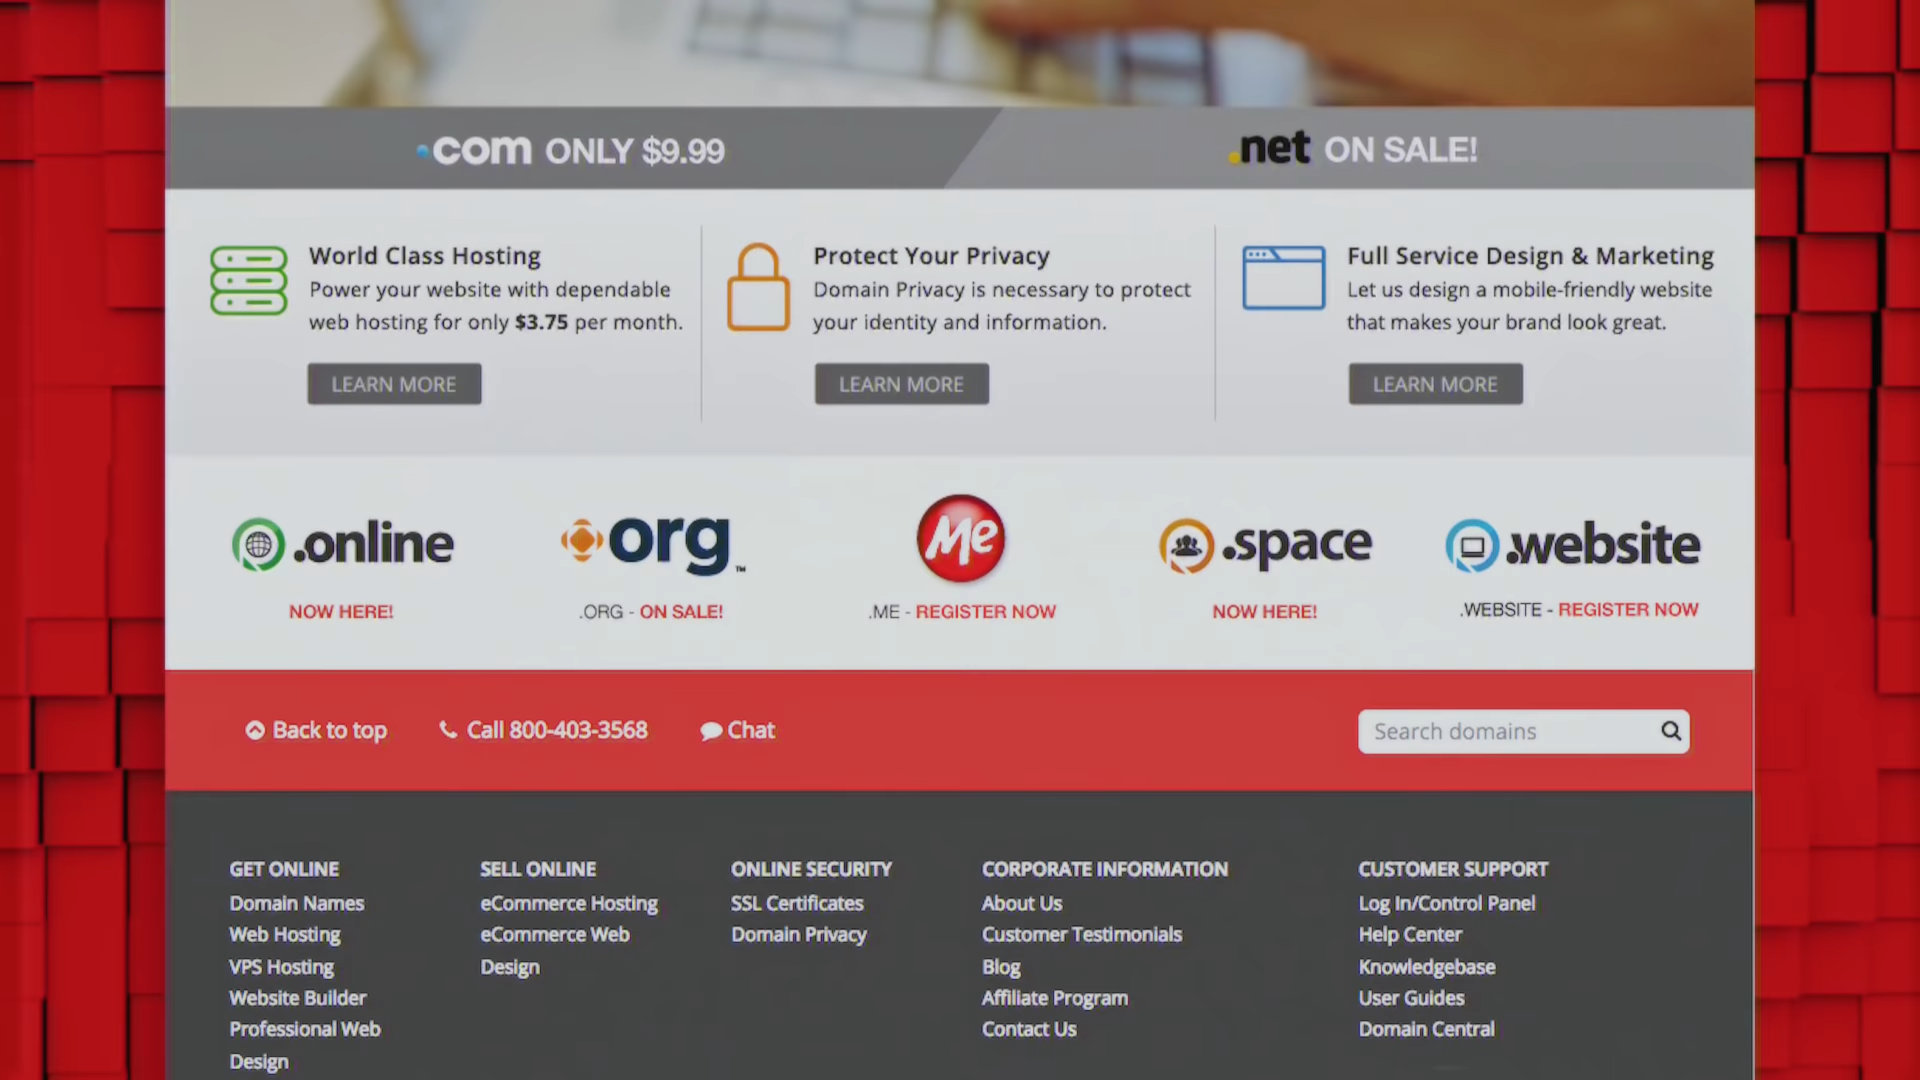 .com ONLY $9.99
.net ON SALE!
World Class Hosting
Power your website with dependable
web hosting for only $3.75 per month.
LEARN MORE
Protect Your Privacy
Domain Privacy is necessary to protect
your identity and information.
LEARN MORE
Full Service Design & Marketing
Let us design a mobile-friendly website
that makes your brand look great.
LEARN MORE
.online
NOW HERE!
org™
.ORG - ON SALE!
Me
.ME - REGISTER NOW
.space
NOW HERE!
.website
.WEBSITE - REGISTER NOW
Back to top
Call 800-403-3568
Chat
Search domains
GET ONLINE
Domain Names
Web Hosting
VPS Hosting
Website Builder
Professional Web
Design
SELL ONLINE
eCommerce Hosting
eCommerce Web
Design
ONLINE SECURITY
SSL Certificates
Domain Privacy
CORPORATE INFORMATION
About Us
Customer Testimonials
Blog
Affiliate Program
Contact Us
CUSTOMER SUPPORT
Log In/Control Panel
Help Center
Knowledgebase
User Guides
Domain Central